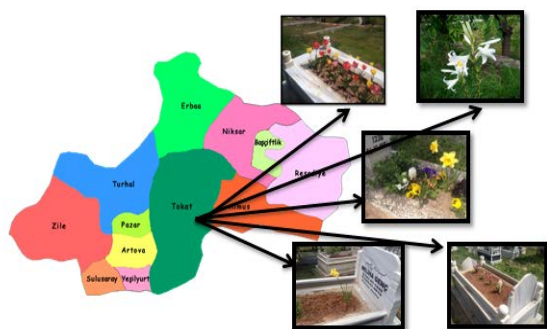 Erbaa
Niksar
Başçiftlik
Reşadiye
Turhal
Tokat
Zile
Pazar
Artova
Sulusaray
Yeşilyurt